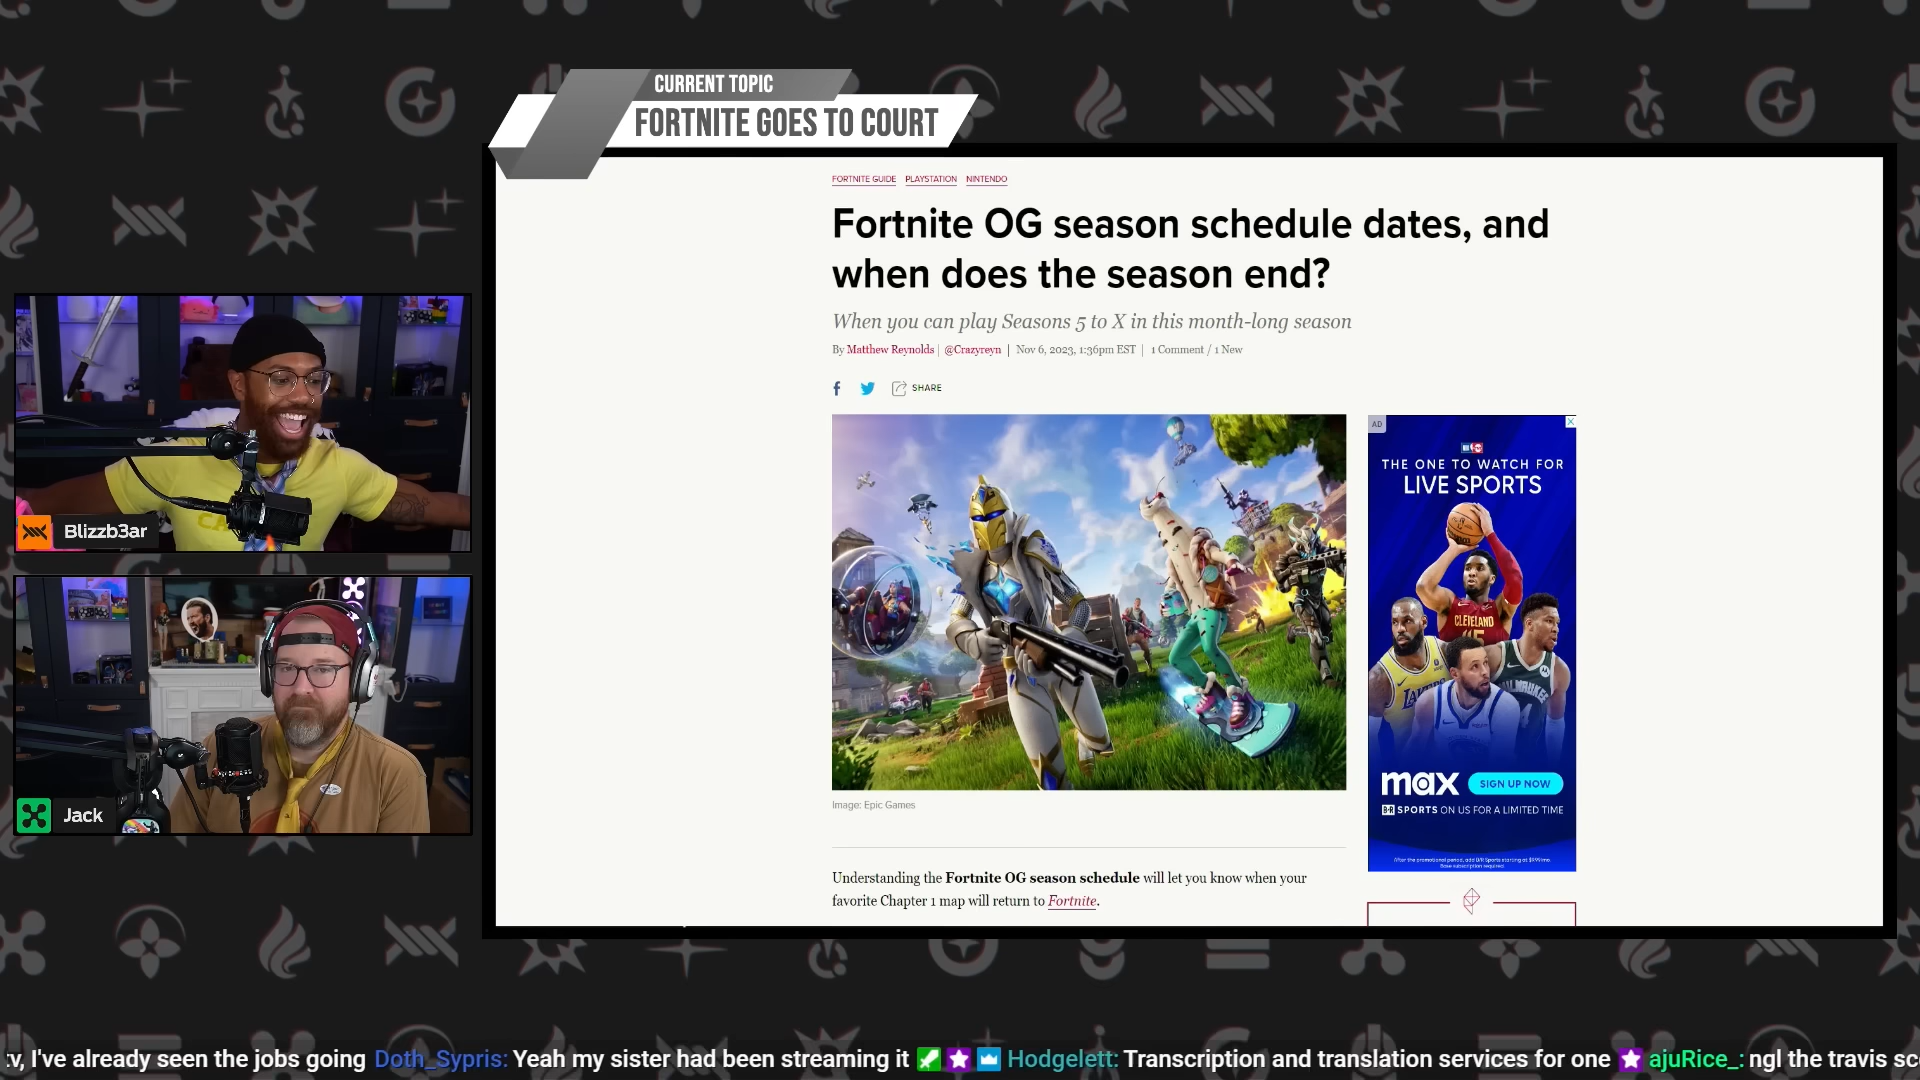 CURRENT TOPIC
FORTNITE GOES TO COURT
FORTNITE GUIDE PLAYSTATION NINTENDO
Fortnite OG season schedule dates, and
when does the season end?
When you can play Seasons 5 to X in this month-long season
By Matthew Reynolds | @Crazyreyn | Nov 6, 2023, 1:36pm EST | 1 Comment / 1 New
SHARE
AD
THE ONE TO WATCH FOR
LIVE SPORTS
CLEVELAND
max SIGN UP NOW
B/R SPORTS ON US FOR A LIMITED TIME
Image: Epic Games
Understanding the Fortnite OG season schedule will let you know when your
favorite Chapter 1 map will return to Fortnite.
Blizzb3ar
Jack
v, I've already seen the jobs going Doth_Sypris: Yeah my sister had been streaming it Hodgelett: Transcription and translation services for one ajuRice_: ngl the travis sc